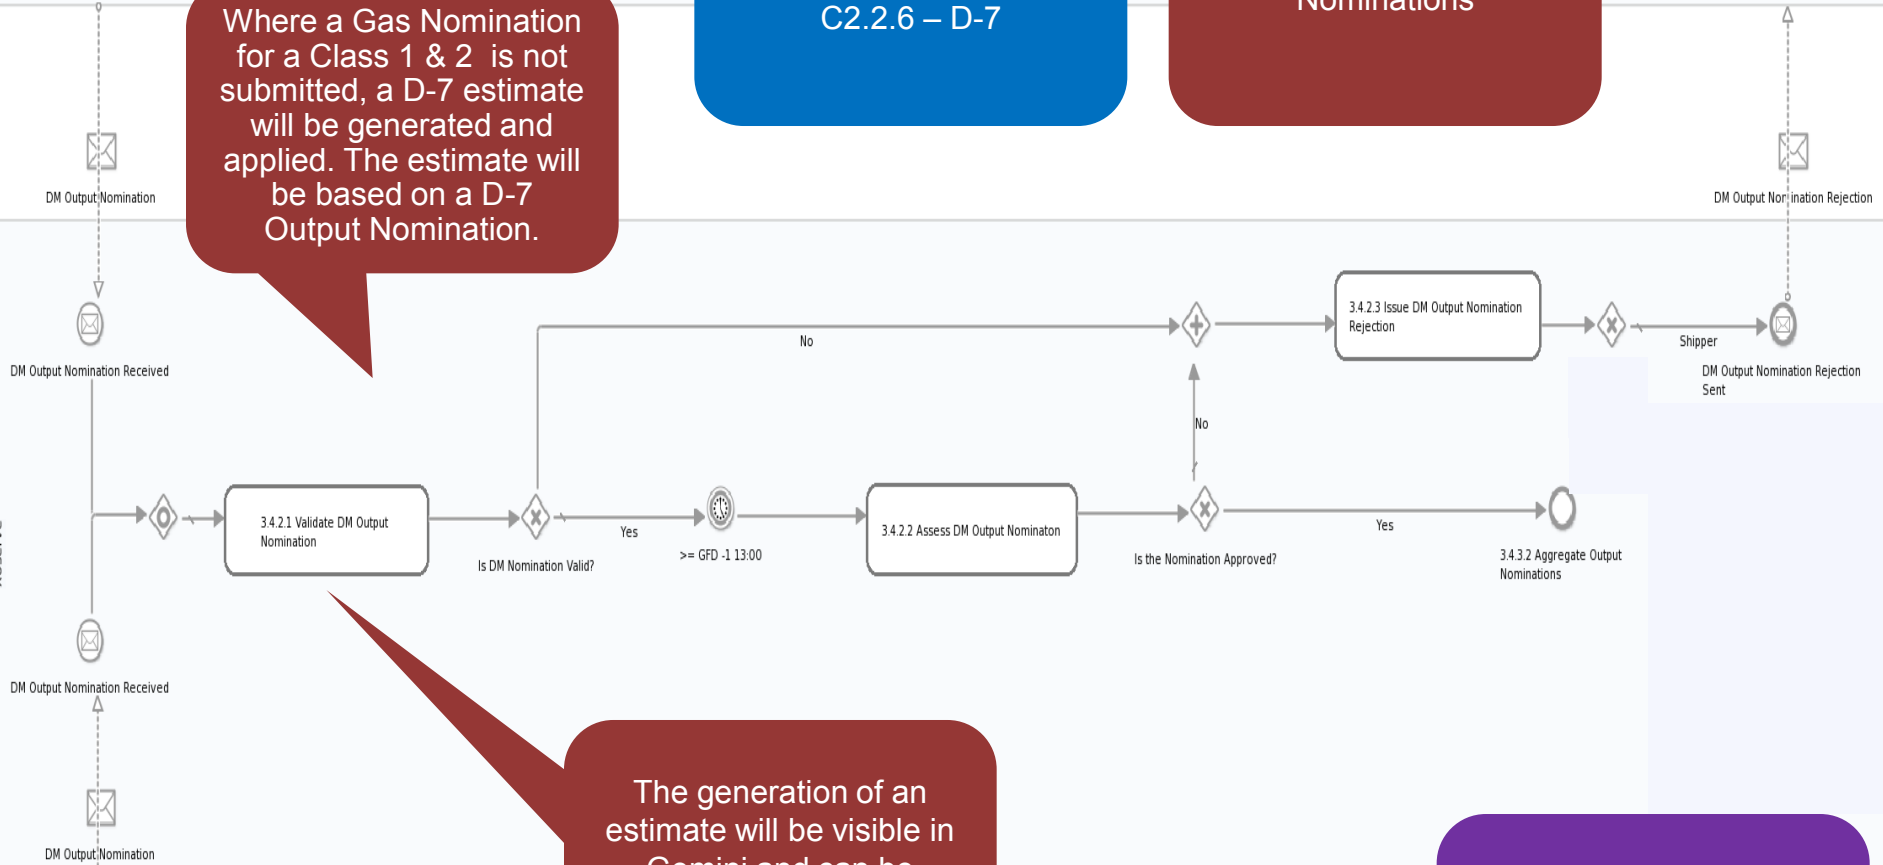 Where a Gas Nomination
for a Class 1 & 2 is not
submitted, a D-7 estimate
will be generated and
applied. The estimate will
be based on a D-7
Output Nomination.
C2.2.6 – D-7
Nominations
DM Output Nomination
DM Output Nomination Rejection
DM Output Nomination Received
No
3.4.2.3 Issue DM Output Nomination
Rejection
Shipper
DM Output Nomination Rejection
Sent
No
3.4.2.1 Validate DM Output
Nomination
Is DM Nomination Valid?
Yes
>= GFD -1 13:00
3.4.2.2 Assess DM Output Nominaton
Is the Nomination Approved?
Yes
3.4.3.2 Aggregate Output
Nominations
DM Output Nomination Received
DM Output Nomination
The generation of an
estimate will be visible in
Gemini and can be